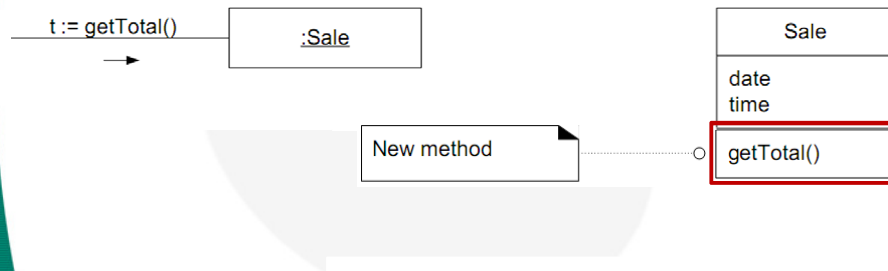 t := getTotal()
:Sale
Sale
date
time
New method
getTotal()